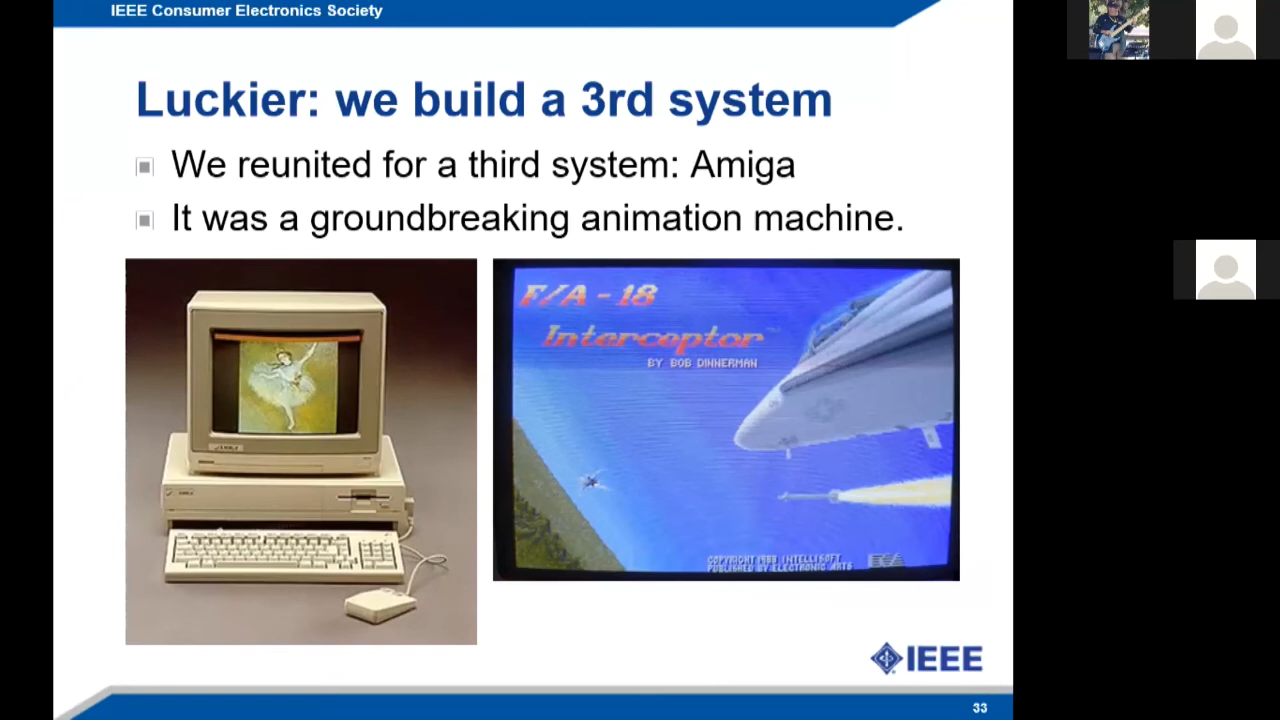 IEEE Consumer Electronics Society
Luckier: we build a 3rd system
We reunited for a third system: Amiga
It was a groundbreaking animation machine.
F/A-18
Interceptor
BY BOB DINNERMAN
COPYRIGHT 1988 INTELLISOFT
PUBLISHED BY ELECTRONIC ARTS
IEEE
33